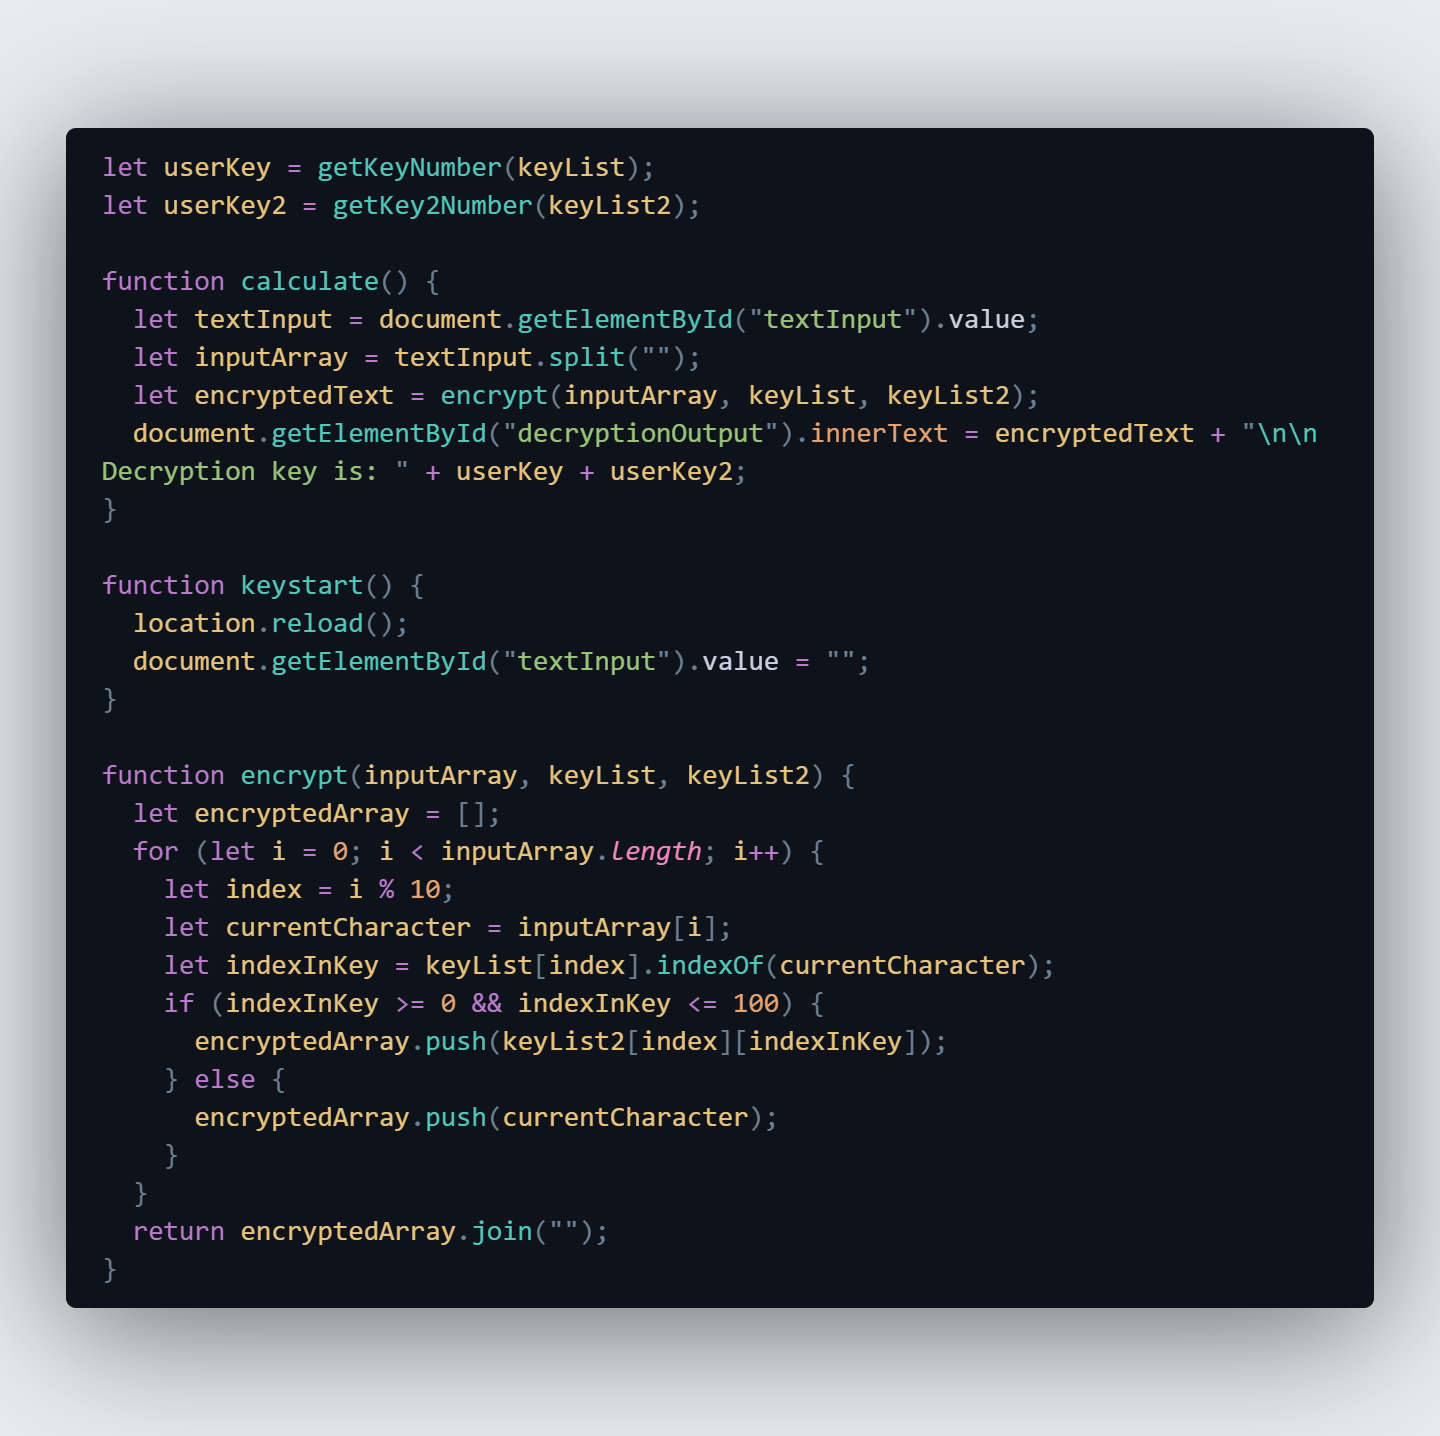 let userKey = getKeyNumber(keyList);
let userKey2 = getKey2Number(keyList2);

function calculate() {
  let textInput = document.getElementById("textInput").value;
  let inputArray = textInput.split("");
  let encryptedText = encrypt(inputArray, keyList, keyList2);
  document.getElementById("decryptionOutput").innerText = encryptedText + "\n\n
Decryption key is: " + userKey + userKey2;
}

function keystart() {
  location.reload();
  document.getElementById("textInput").value = "";
}

function encrypt(inputArray, keyList, keyList2) {
  let encryptedArray = [];
  for (let i = 0; i < inputArray.length; i++) {
    let index = i % 10;
    let currentCharacter = inputArray[i];
    let indexInKey = keyList[index].indexOf(currentCharacter);
    if (indexInKey >= 0 && indexInKey <= 100) {
      encryptedArray.push(keyList2[index][indexInKey]);
    } else {
      encryptedArray.push(currentCharacter);
    }
  }
  return encryptedArray.join("");
}